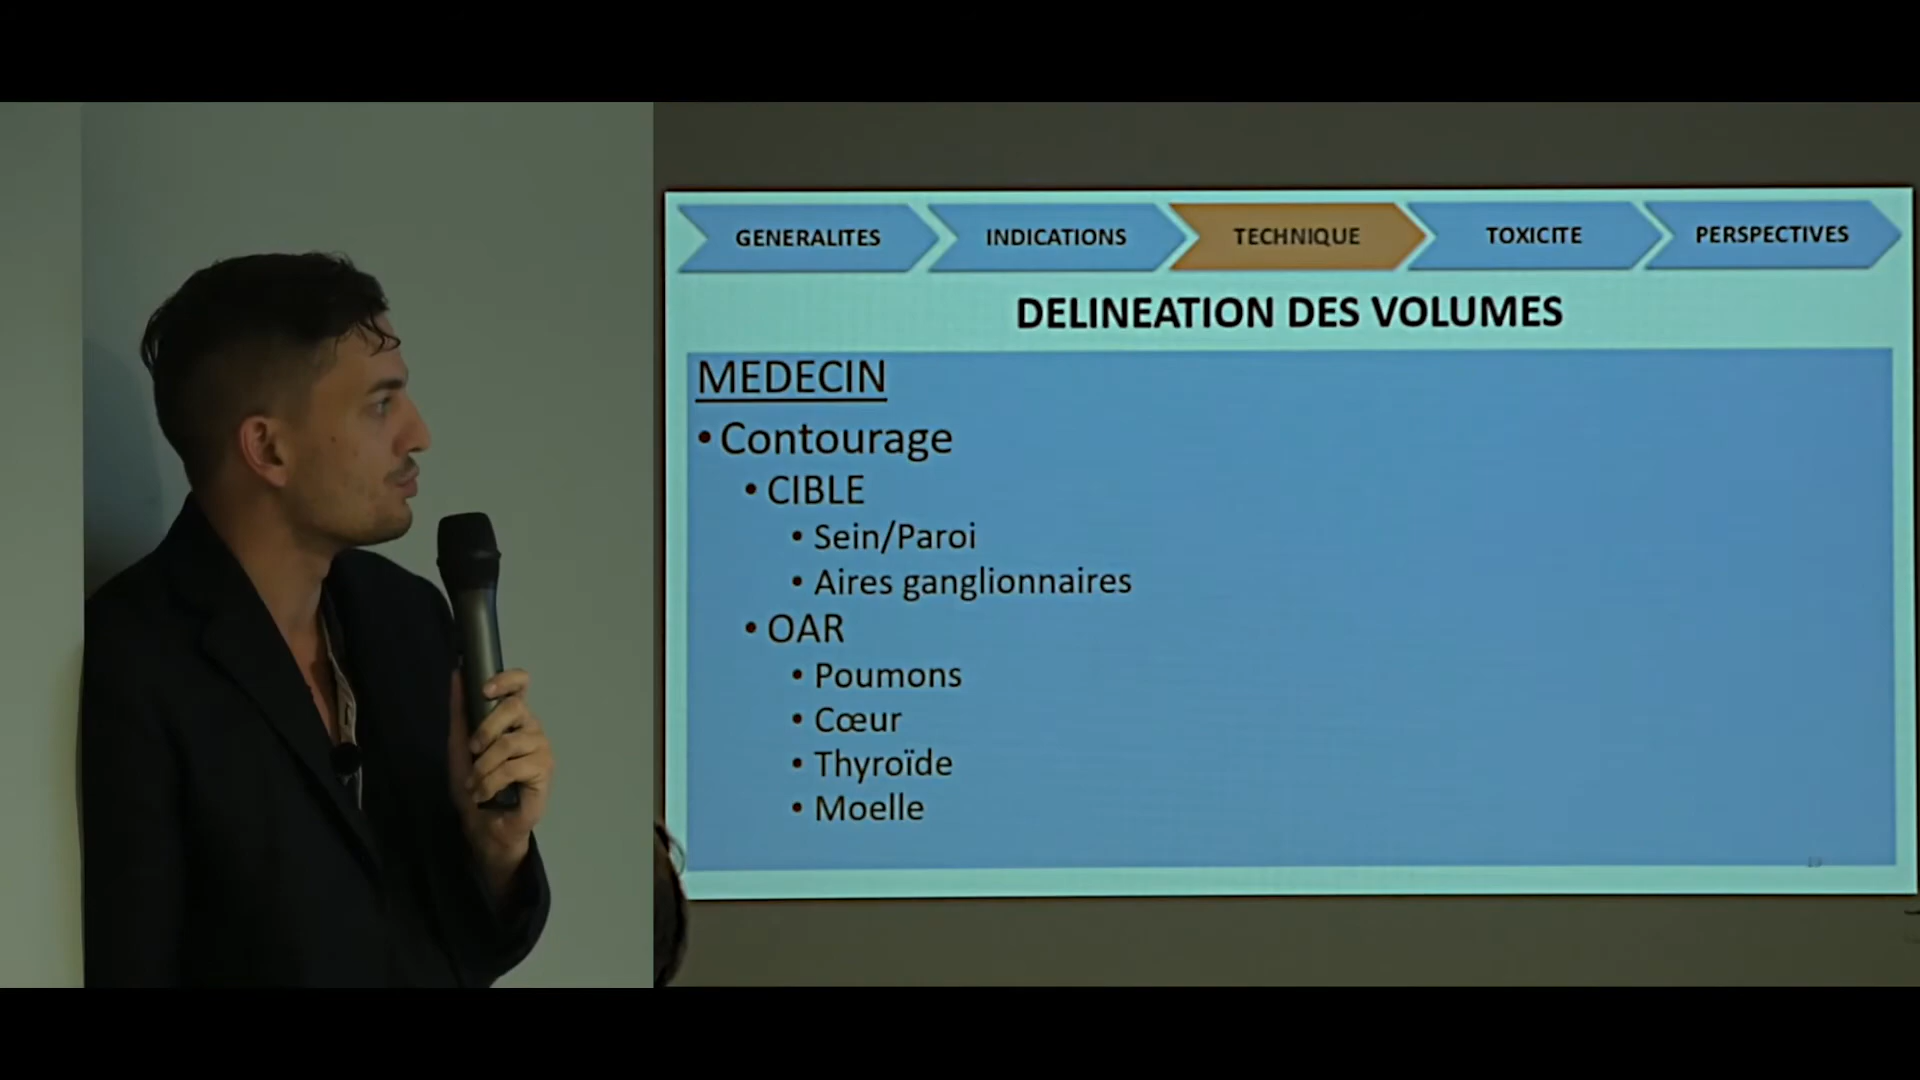 GENERALITES
INDICATIONS
TECHNIQUE
TOXICITE
PERSPECTIVES
DELINEATION DES VOLUMES
MEDECIN
• Contourage
• CIBLE
• Sein/Paroi
• Aires ganglionnaires
• OAR
• Poumons
• Cœur
• Thyroïde
• Moelle